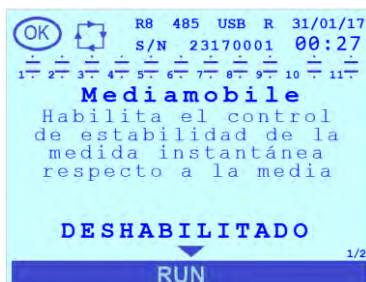 OK R8 485 USB R 31/01/17
S/N 23170001 00:27
1 2 3 4 5 6 7 8 9 10 11
Mediamobile
Habilita el control
de estabilidad de la
medida instantánea
respecto a la media
DESHABILITADO
1/2
RUN